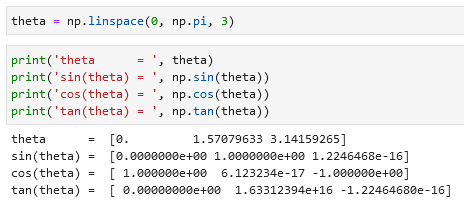 theta = np.linspace(0, np.pi, 3)
print('theta      = ', theta)
print('sin(theta) = ', np.sin(theta))
print('cos(theta) = ', np.cos(theta))
print('tan(theta) = ', np.tan(theta))
theta      =  [0.         1.57079633 3.14159265]
sin(theta) =  [0.0000000e+00 1.0000000e+00 1.2246468e-16]
cos(theta) =  [ 1.000000e+00  6.123234e-17 -1.000000e+00]
tan(theta) =  [ 0.00000000e+00  1.63312394e+16 -1.22464680e-16]